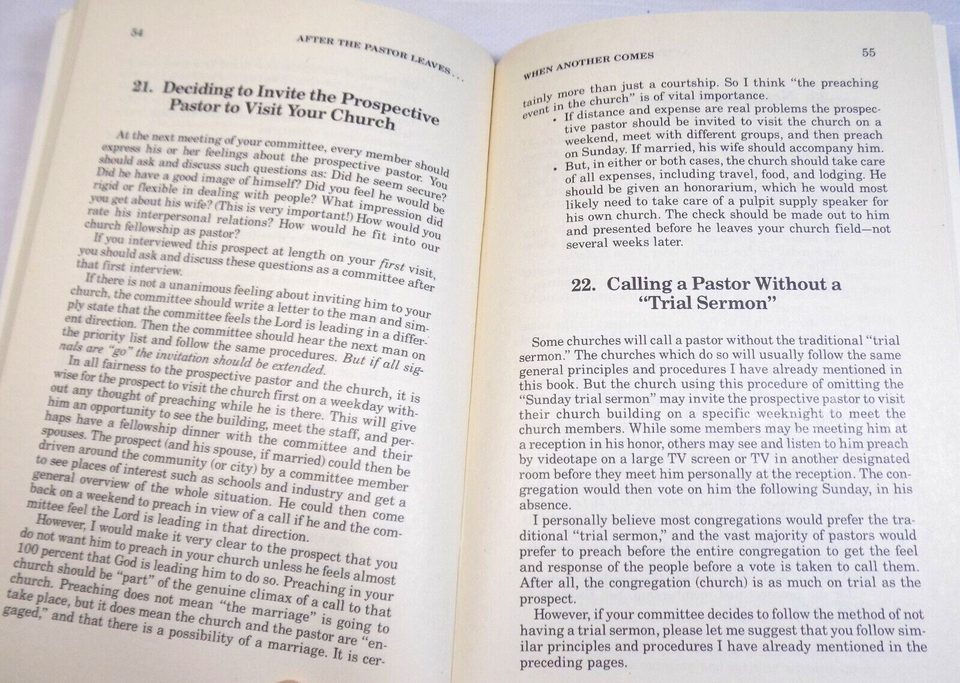 54
AFTER THE PASTOR LEAVES . . .
21. Deciding to Invite the Prospective
Pastor to Visit Your Church
At the next meeting of your committee, every member should
express his or her feelings about the prospective pastor. You
should ask and discuss such questions as: Did he seem secure?
Did he have a good image of himself? Did you feel he would be
rigid or flexible in dealing with people? What impression did
you get about his wife? (This is very important!) How would you
rate his interpersonal relations? How would he fit into our
church fellowship as pastor?
If you interviewed this prospect at length on your first visit,
you should ask and discuss these questions as a committee after
that first interview.
If there is not a unanimous feeling about inviting him to your
church, the committee should write a letter to the man and sim-
ply state that the committee feels the Lord is leading in a differ-
ent direction. Then the committee should hear the next man on
the priority list and follow the same procedures. But if all sig-
nals are "go" the invitation should be extended.
In all fairness to the prospective pastor and the church, it is
wise for the prospect to visit the church first on a weekday with-
out any thought of preaching while he is there. This will give
him an opportunity to see the building, meet the staff, and per-
haps have a fellowship dinner with the committee and their
spouses. The prospect (and his spouse, if married) could then be
driven around the community (or city) by a committee member
to see places of interest such as schools and industry and get a
general overview of the whole situation. He could then come
back on a weekend to preach in view of a call if he and the com-
mittee feel the Lord is leading in that direction.
However, I would make it very clear to the prospect that you
do not want him to preach in your church unless he feels almost
100 percent that God is leading him to do so. Preaching in your
church should be "part" of the genuine climax of a call to that
church. Preaching does not mean "the marriage" is going to
take place, but it does mean the church and the pastor are "en-
gaged," and that there is a possibility of a marriage. It is cer-
WHEN ANOTHER COMES
55
tainly more than just a courtship. So I think "the preaching
event in the church" is of vital importance.
• If distance and expense are real problems the prospec-
tive pastor should be invited to visit the church on a
weekend, meet with different groups, and then preach
on Sunday. If married, his wife should accompany him.
• But, in either or both cases, the church should take care
of all expenses, including travel, food, and lodging. He
should be given an honorarium, which he would most
likely need to take care of a pulpit supply speaker for
his own church. The check should be made out to him
and presented before he leaves your church field—not
several weeks later.
22. Calling a Pastor Without a
"Trial Sermon"
Some churches will call a pastor without the traditional "trial
sermon." The churches which do so will usually follow the same
general principles and procedures I have already mentioned in
this book. But the church using this procedure of omitting the
"Sunday trial sermon" may invite the prospective pastor to visit
their church building on a specific weeknight to meet the
church members. While some members may be meeting him at
a reception in his honor, others may see and listen to him preach
by videotape on a large TV screen or TV in another designated
room before they meet him personally at the reception. The con-
gregation would then vote on him the following Sunday, in his
absence.
I personally believe most congregations would prefer the tra-
ditional "trial sermon," and the vast majority of pastors would
prefer to preach before the entire congregation to get the feel
and response of the people before a vote is taken to call them.
After all, the congregation (church) is as much on trial as the
prospect.
However, if your committee decides to follow the method of not
having a trial sermon, please let me suggest that you follow sim-
ilar principles and procedures I have already mentioned in the
preceding pages.